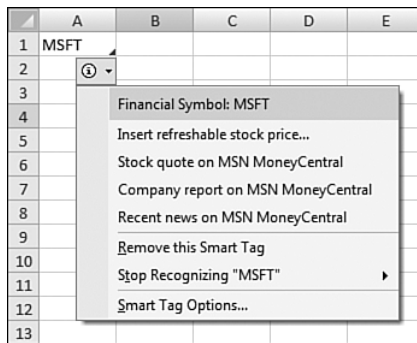 A B C D E
1 MSFT
2
3
4
5
6
7
8
9
10
11
12
13
Financial Symbol: MSFT
Insert refreshable stock price...
Stock quote on MSN MoneyCentral
Company report on MSN MoneyCentral
Recent news on MSN MoneyCentral
Remove this Smart Tag
Stop Recognizing "MSFT"
Smart Tag Options...